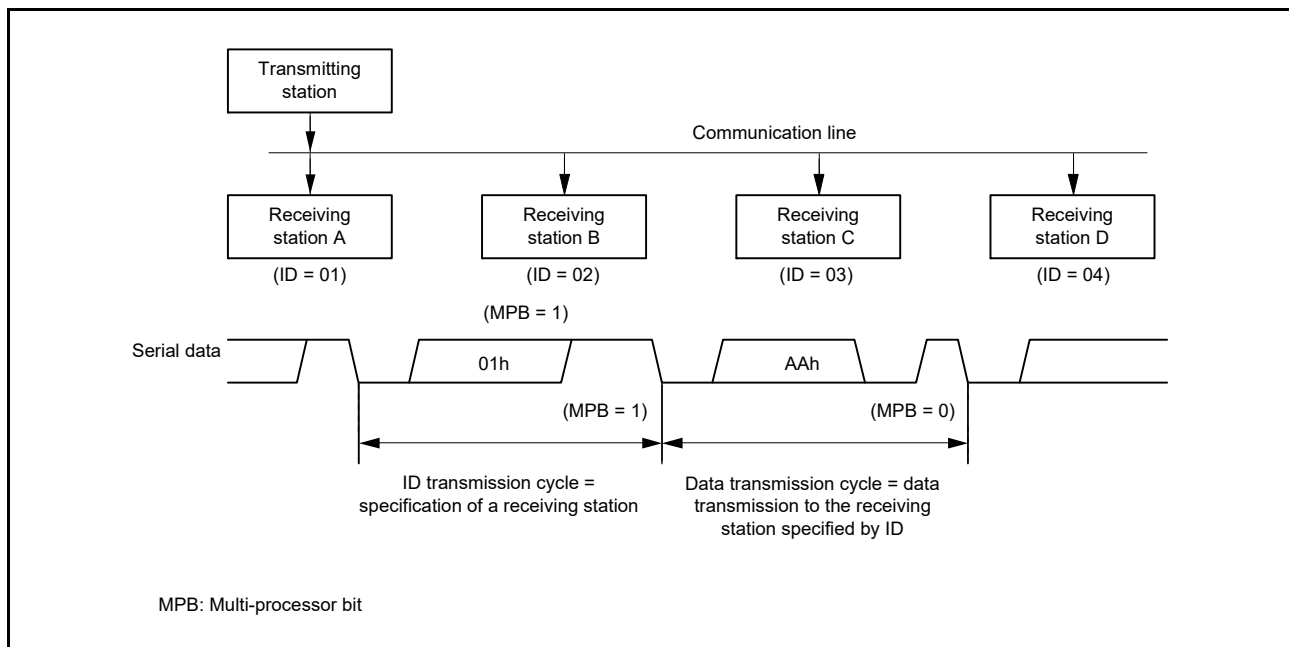 Transmitting
station
Communication line
Receiving
station A
Receiving
station B
Receiving
station C
Receiving
station D
(ID = 01)
(ID = 02)
(ID = 03)
(ID = 04)
(MPB = 1)
Serial data
01h
AAh
(MPB = 1)
(MPB = 0)
ID transmission cycle =
specification of a receiving station
Data transmission cycle = data
transmission to the receiving
station specified by ID
MPB: Multi-processor bit